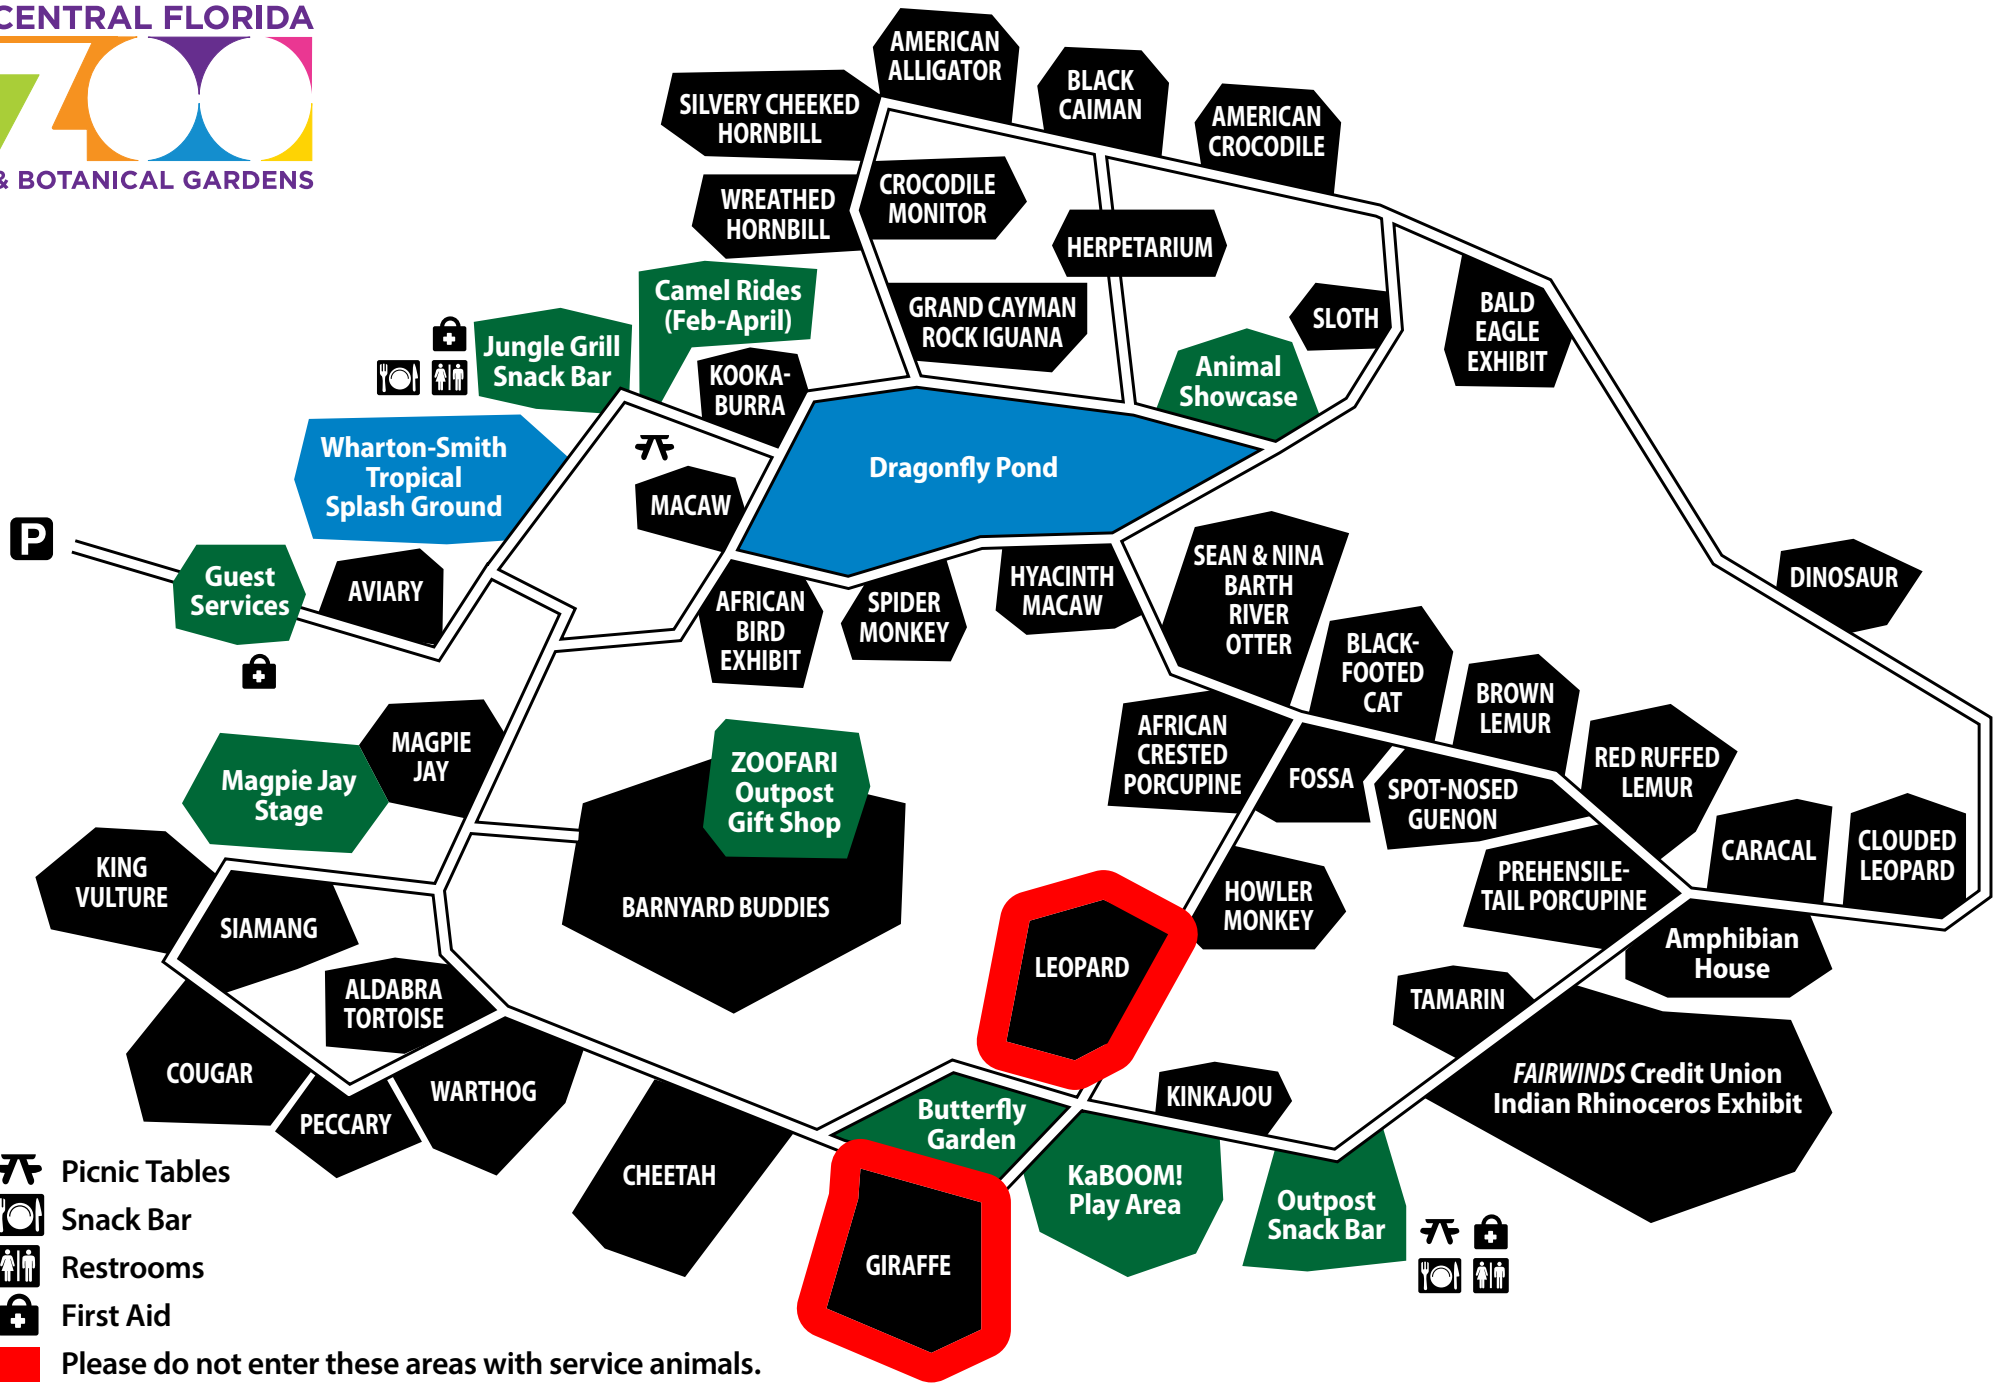 CENTRAL FLORIDA
ZOO
& BOTANICAL GARDENS
AMERICAN
ALLIGATOR
BLACK
CAIMAN
AMERICAN
CROCODILE
SILVERY CHEEKED
HORNBILL
WREATHED
HORNBILL
CROCODILE
MONITOR
HERPETARIUM
Camel Rides
(Feb-April)
GRAND CAYMAN
ROCK IGUANA
SLOTH
BALD
EAGLE
EXHIBIT
Jungle Grill
Snack Bar
KOOKA-
BURRA
Animal
Showcase
Wharton-Smith
Tropical
Splash Ground
MACAW
Dragonfly Pond
P
Guest
Services
AVIARY
AFRICAN
BIRD
EXHIBIT
SPIDER
MONKEY
HYACINTH
MACAW
SEAN & NINA
BARTH
RIVER
OTTER
DINOSAUR
BLACK-
FOOTED
CAT
BROWN
LEMUR
RED RUFFED
LEMUR
MAGPIE
JAY
Magpie Jay
Stage
ZOOFARI
Outpost
Gift Shop
AFRICAN
CRESTED
PORCUPINE
FOSSA
SPOT-NOSED
GUENON
CARACAL
CLOUDED
LEOPARD
KING
VULTURE
SIAMANG
BARNYARD BUDDIES
HOWLER
MONKEY
PREHENSILE-
TAIL PORCUPINE
Amphibian
House
LEOPARD
ALDABRA
TORTOISE
TAMARIN
COUGAR
PECCARY
WARTHOG
KINKAJOU
FAIRWINDS Credit Union
Indian Rhinoceros Exhibit
Butterfly
Garden
CHEETAH
KaBOOM!
Play Area
Outpost
Snack Bar
GIRAFFE
Picnic Tables
Snack Bar
Restrooms
First Aid
Please do not enter these areas with service animals.